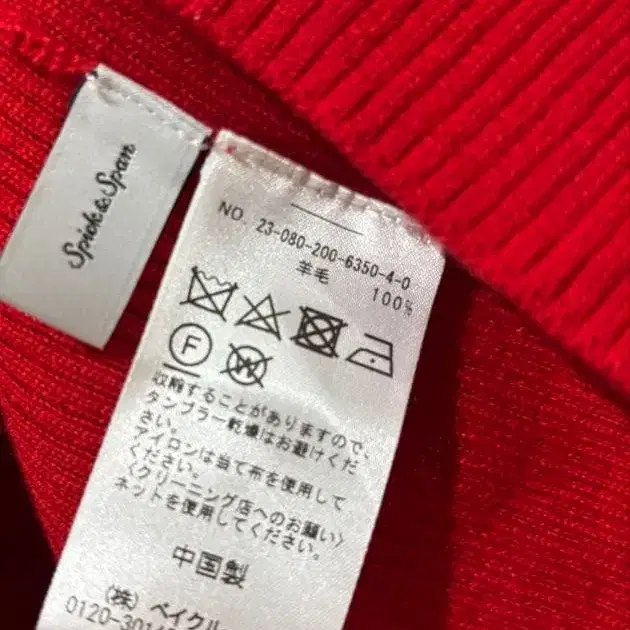 Spick&Span
NO. 23-080-200-6350-4-0
羊毛 100%
F
W
収縮することがありますので、
タンブラー乾燥はお避けくだ
さい。
アイロンは当て布を使用して
ください。
〈クリーニング店へのお願い〉
ネットを使用してください。
中国製
(株) ベイクル
0120-301